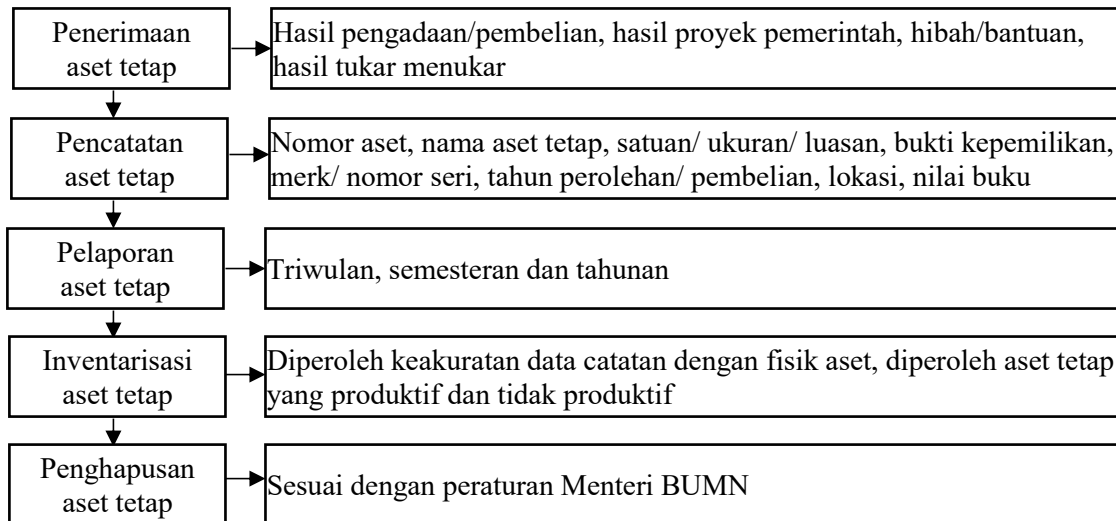 Penerimaan
aset tetap
Hasil pengadaan/pembelian, hasil proyek pemerintah, hibah/bantuan,
hasil tukar menukar
Pencatatan
aset tetap
Nomor aset, nama aset tetap, satuan/ ukuran/ luasan, bukti kepemilikan,
merk/ nomor seri, tahun perolehan/ pembelian, lokasi, nilai buku
Pelaporan
aset tetap
Triwulan, semesteran dan tahunan
Inventarisasi
aset tetap
Diperoleh keakuratan data catatan dengan fisik aset, diperoleh aset tetap
yang produktif dan tidak produktif
Penghapusan
aset tetap
Sesuai dengan peraturan Menteri BUMN